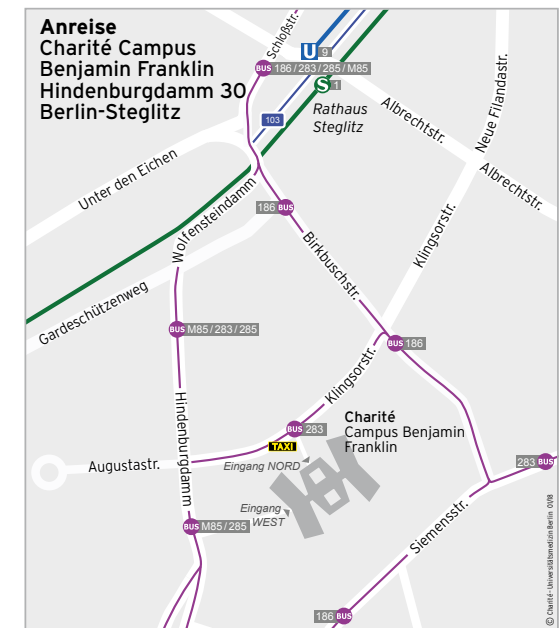 Anreise
Charité Campus
Benjamin Franklin
Hindenburgdamm 30
Berlin-Steglitz
Schloßstr.
U 9
BUS 186 / 283 / 285 / M85
S 1
103
Rathaus
Steglitz
Albrechtstr.
Neue Filandastr.
Albrechtstr.
Unter den Eichen
Wolfensteindamm
186 BUS
Birkbuschstr.
Klingsorstr.
Gardeschützenweg
BUS M85 / 283 / 285
BUS 186
Klingsorstr.
Hindenburgdamm
Charité
Campus Benjamin
Franklin
BUS 283
TAXI
Augustastr.
Eingang NORD
283 BUS
Eingang
WEST
BUS M85 / 285
Siemensstr.
186 BUS
© Charité - Universitätsmedizin Berlin 01/18